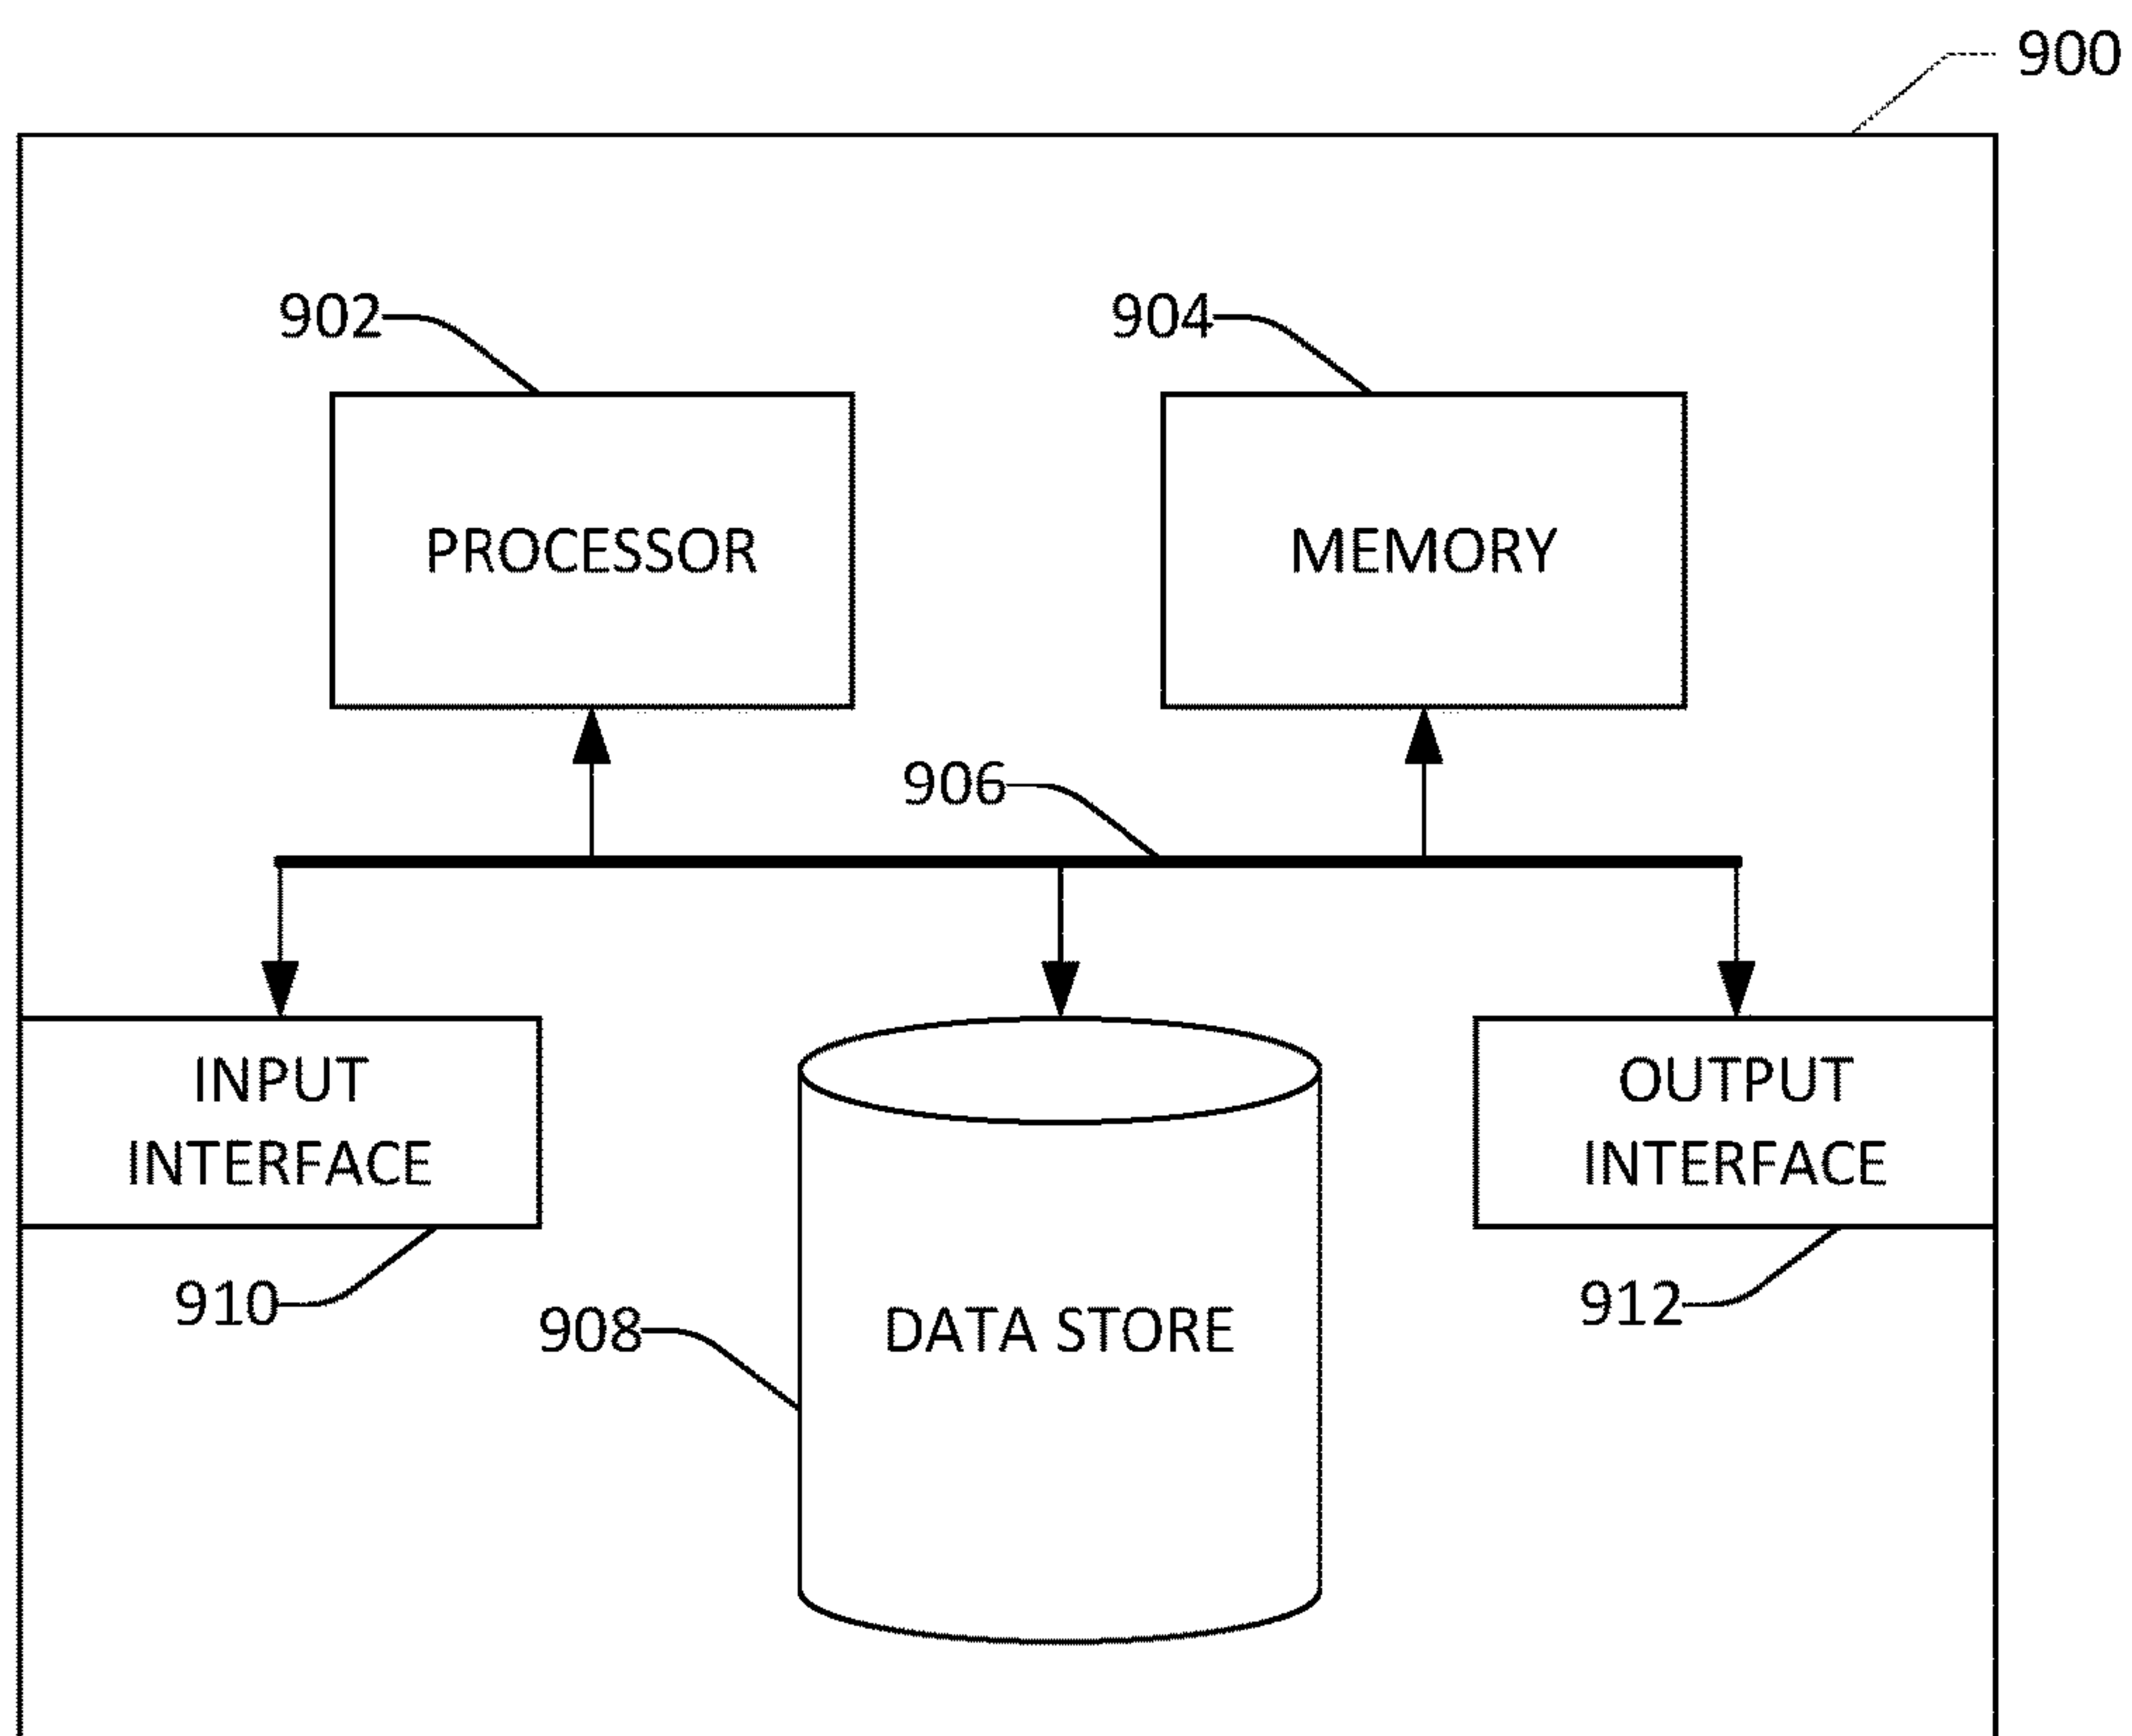 900
902
904
PROCESSOR
MEMORY
906
INPUT
INTERFACE
OUTPUT
INTERFACE
910
908
DATA STORE
912